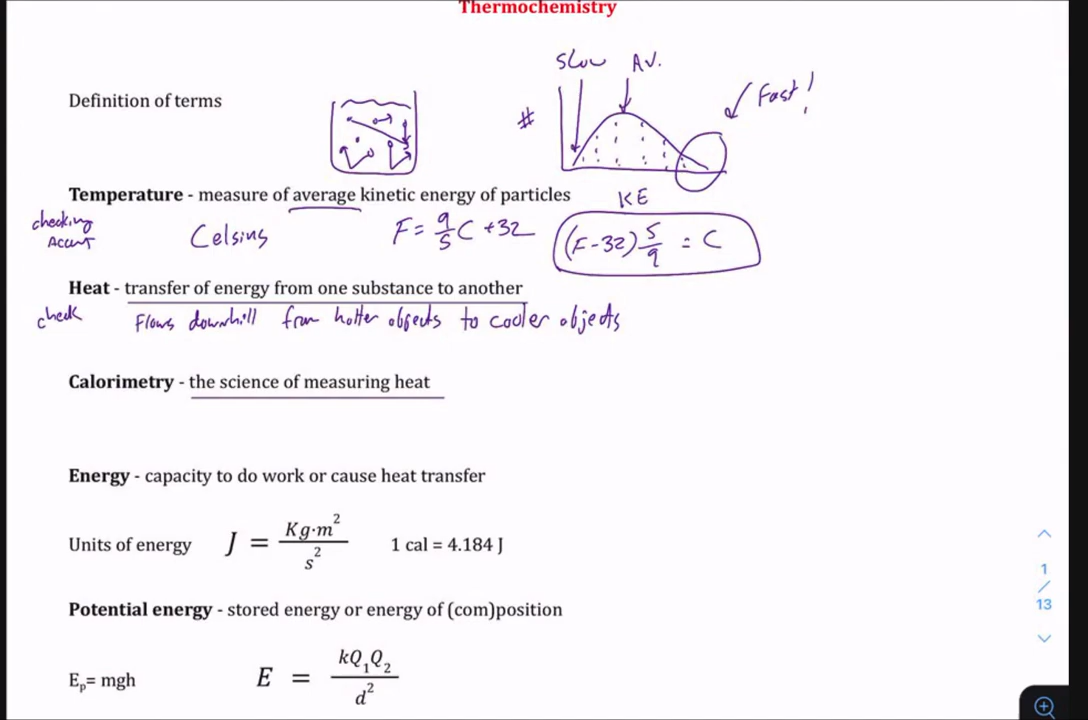 Thermochemistry
Slow AV.
Fast!
Definition of terms
#
Temperature - measure of average kinetic energy of particles
KE
checking
Accunt
Celsius F = 9/5 C + 32 (F - 32) 5/9 = C
Heat - transfer of energy from one substance to another
check Flows downhill from hotter objects to cooler objects
Calorimetry - the science of measuring heat
Energy - capacity to do work or cause heat transfer
Units of energy J = Kg·m²/s² 1 cal = 4.184 J
Potential energy - stored energy or energy of (com)position
Eₚ= mgh E = kQ₁Q₂/d²
1
/
13